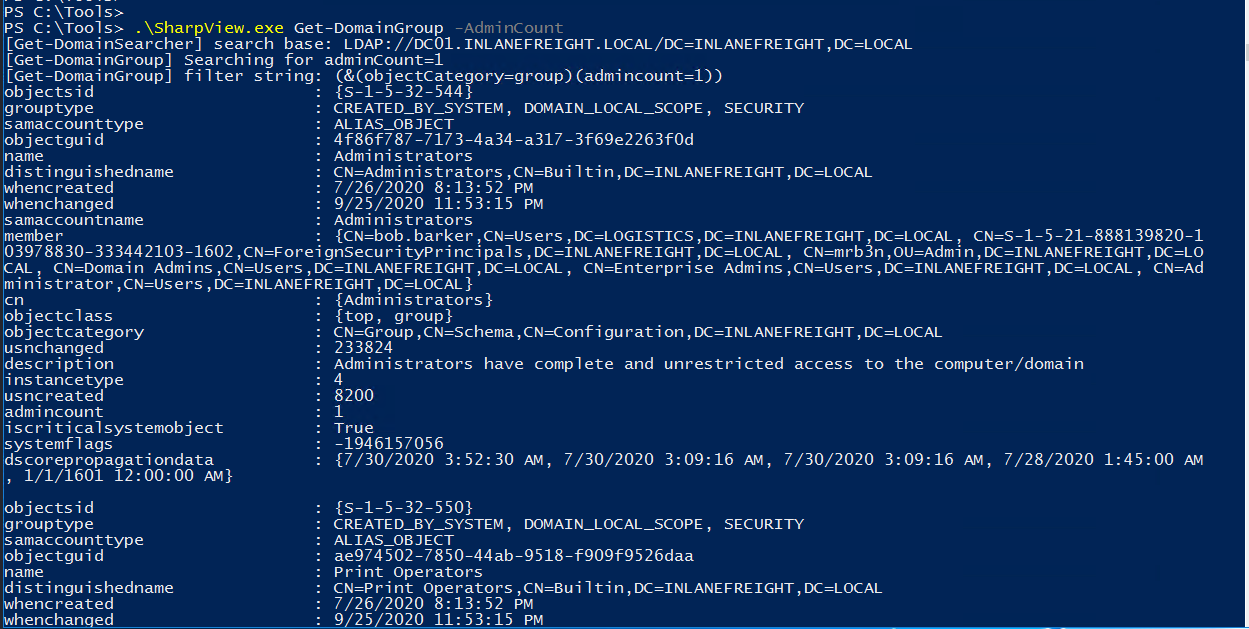 PS C:\Tools>
PS C:\Tools> .\SharpView.exe Get-DomainGroup -AdminCount
[Get-DomainSearcher] search base: LDAP://DC01.INLANEFREIGHT.LOCAL/DC=INLANEFREIGHT,DC=LOCAL
[Get-DomainGroup] Searching for adminCount=1
[Get-DomainGroup] filter string: (&(objectCategory=group)(admincount=1))
objectsid : {S-1-5-32-544}
grouptype : CREATED_BY_SYSTEM, DOMAIN_LOCAL_SCOPE, SECURITY
samaccounttype : ALIAS_OBJECT
objectguid : 4f86f787-7173-4a34-a317-3f69e2263f0d
name : Administrators
distinguishedname : CN=Administrators,CN=Builtin,DC=INLANEFREIGHT,DC=LOCAL
whencreated : 7/26/2020 8:13:52 PM
whenchanged : 9/25/2020 11:53:15 PM
samaccountname : Administrators
member : {CN=bob.barker,CN=Users,DC=LOGISTICS,DC=INLANEFREIGHT,DC=LOCAL, CN=S-1-5-21-888139820-1
03978830-333442103-1602,CN=ForeignSecurityPrincipals,DC=INLANEFREIGHT,DC=LOCAL, CN=mrb3n,OU=Admin,DC=INLANEFREIGHT,DC=LO
CAL, CN=Domain Admins,CN=Users,DC=INLANEFREIGHT,DC=LOCAL, CN=Enterprise Admins,CN=Users,DC=INLANEFREIGHT,DC=LOCAL, CN=Ad
ministrator,CN=Users,DC=INLANEFREIGHT,DC=LOCAL}
cn : {Administrators}
objectclass : {top, group}
objectcategory : CN=Group,CN=Schema,CN=Configuration,DC=INLANEFREIGHT,DC=LOCAL
usnchanged : 233824
description : Administrators have complete and unrestricted access to the computer/domain
instancetype : 4
usncreated : 8200
admincount : 1
iscriticalsystemobject : True
systemflags : -1946157056
dscorepropagationdata : {7/30/2020 3:52:30 AM, 7/30/2020 3:09:16 AM, 7/30/2020 3:09:16 AM, 7/28/2020 1:45:00 AM
, 1/1/1601 12:00:00 AM}
objectsid : {S-1-5-32-550}
grouptype : CREATED_BY_SYSTEM, DOMAIN_LOCAL_SCOPE, SECURITY
samaccounttype : ALIAS_OBJECT
objectguid : ae974502-7850-44ab-9518-f909f9526daa
name : Print Operators
distinguishedname : CN=Print Operators,CN=Builtin,DC=INLANEFREIGHT,DC=LOCAL
whencreated : 7/26/2020 8:13:52 PM
whenchanged : 9/25/2020 11:53:15 PM